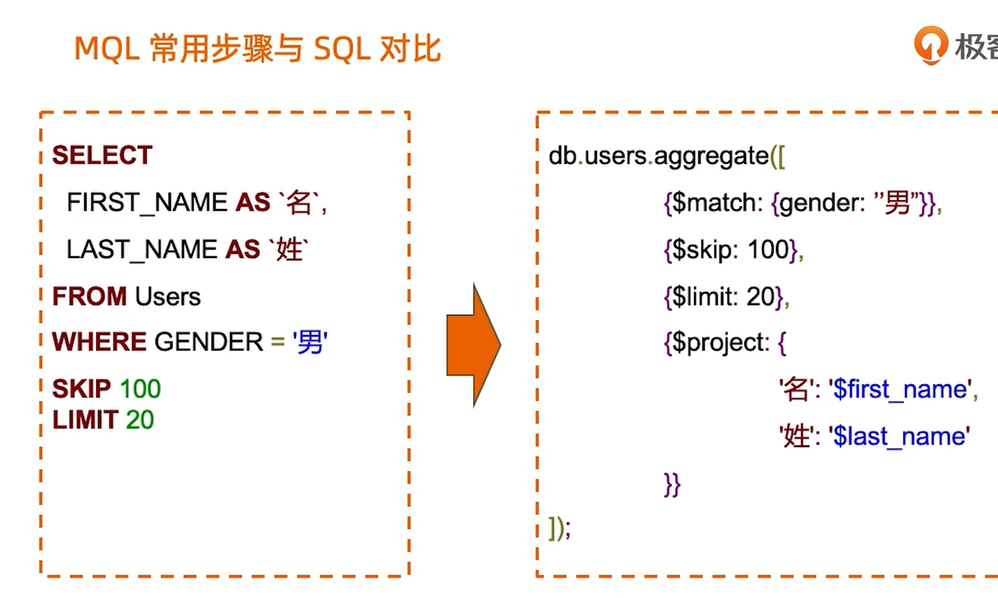 MQL 常用步骤与 SQL 对比
极客
SELECT
FIRST_NAME AS `名`,
LAST_NAME AS `姓`
FROM Users
WHERE GENDER = '男'
SKIP 100
LIMIT 20
db.users.aggregate([
{$match: {gender: ’’男”}},
{$skip: 100},
{$limit: 20},
{$project: {
'名': '$first_name',
'姓': '$last_name'
}}
]);